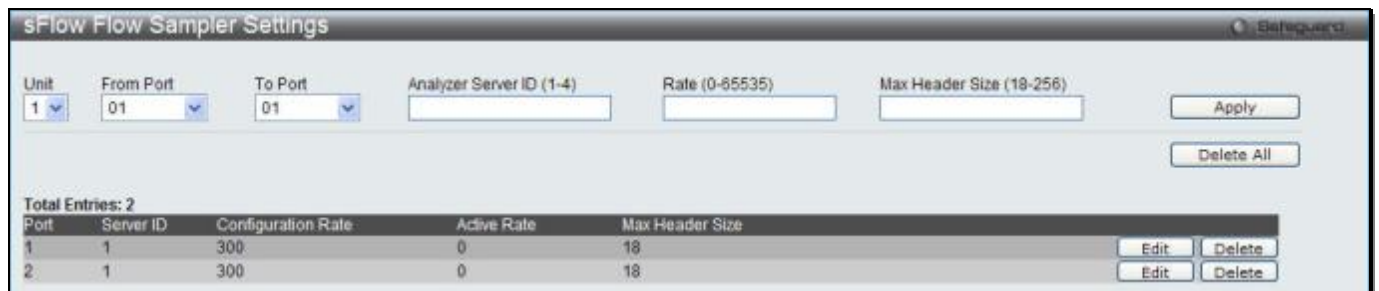 sFlow Flow Sampler Settings
Safeguard
Unit From Port To Port Analyzer Server ID (1-4) Rate (0-65535) Max Header Size (18-256)
1 01 01 Apply
Delete All
Total Entries: 2
Port Server ID Configuration Rate Active Rate Max Header Size
1 1 300 0 18 Edit Delete
2 1 300 0 18 Edit Delete